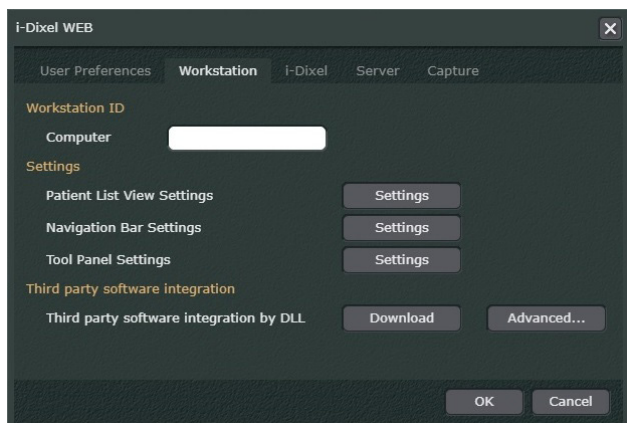 i-Dixel WEB
User Preferences Workstation i-Dixel Server Capture
Workstation ID
Computer
Settings
Patient List View Settings Settings
Navigation Bar Settings Settings
Tool Panel Settings Settings
Third party software integration
Third party software integration by DLL Download Advanced...
OK Cancel